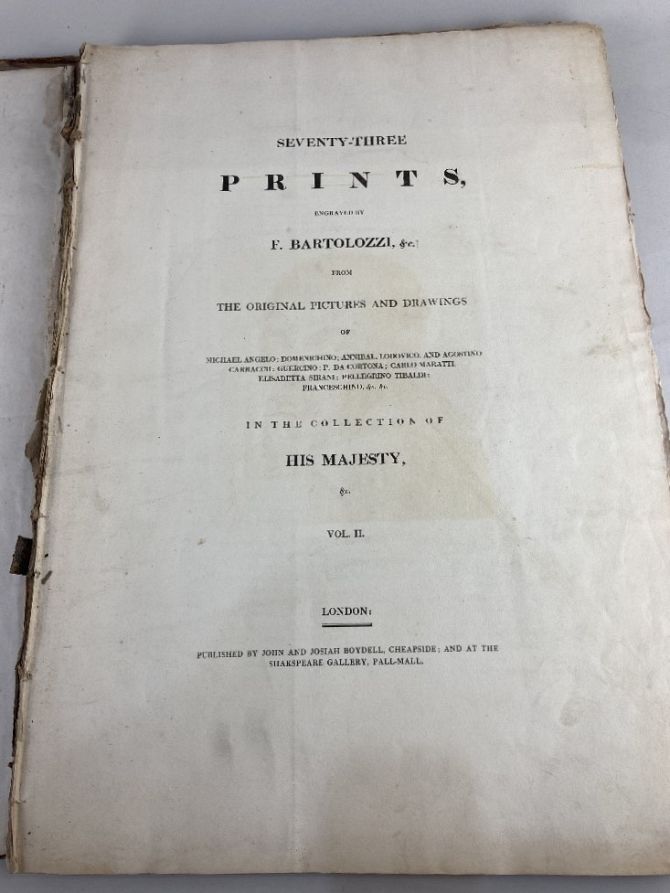 SEVENTY-THREE
PRINTS,
ENGRAVED BY
F. BARTOLOZZI, &c.
FROM
THE ORIGINAL PICTURES AND DRAWINGS
OF
MICHAEL ANGELO; DOMENICHINO; ANNIBAL, LODOVICO, AND AGOSTINO
CARRACCI; GUERCINO; P. DA CORTONA; CARLO MARATTI;
ELISABETTA SIRANI; PELLEGRINO TIBALDI;
FRANCESCHINO, &c. &c.
IN THE COLLECTION OF
HIS MAJESTY,
&c.
VOL. II.
LONDON:
PUBLISHED BY JOHN AND JOSIAH BOYDELL, CHEAPSIDE; AND AT THE
SHAKSPEARE GALLERY, PALL-MALL.